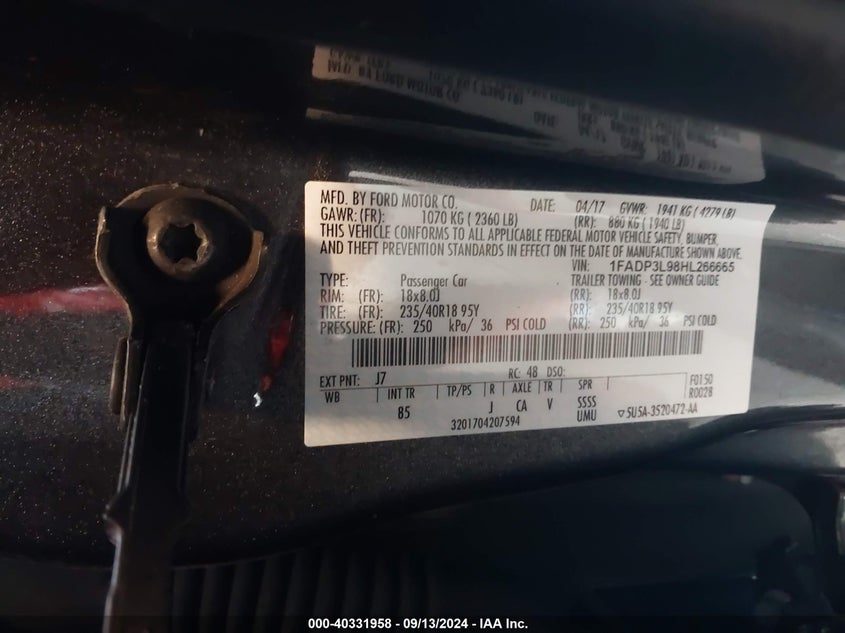 MFD. BY FORD MOTOR CO. DATE: 04/17 GVWR: 1941 KG ( 4279 LB)
GAWR: (FR): 1070 KG ( 2360 LB) (RR): 880 KG ( 1940 LB)
THIS VEHICLE CONFORMS TO ALL APPLICABLE FEDERAL MOTOR VEHICLE SAFETY, BUMPER,
AND THEFT PREVENTION STANDARDS IN EFFECT ON THE DATE OF MANUFACTURE SHOWN ABOVE.
VIN: 1FADP3L98HL266665
TYPE: Passenger Car TRAILER TOWING - SEE OWNER GUIDE
RIM: (FR): 18x8.0J (RR): 18x8.0J
TIRE: (FR): 235/40R18 95Y (RR): 235/40R18 95Y
PRESSURE: (FR): 250 kPa/ 36 PSI COLD (RR): 250 kPa/ 36 PSI COLD
EXT PNT: J7 RC: 48 DSO: F0150
WB INT TR TP/PS R AXLE TR SPR R0028
85 J CA V SSSS
3201704207594 UMU ▽5U5A-3520472-AA
000-40331958 - 09/13/2024 - IAA Inc.